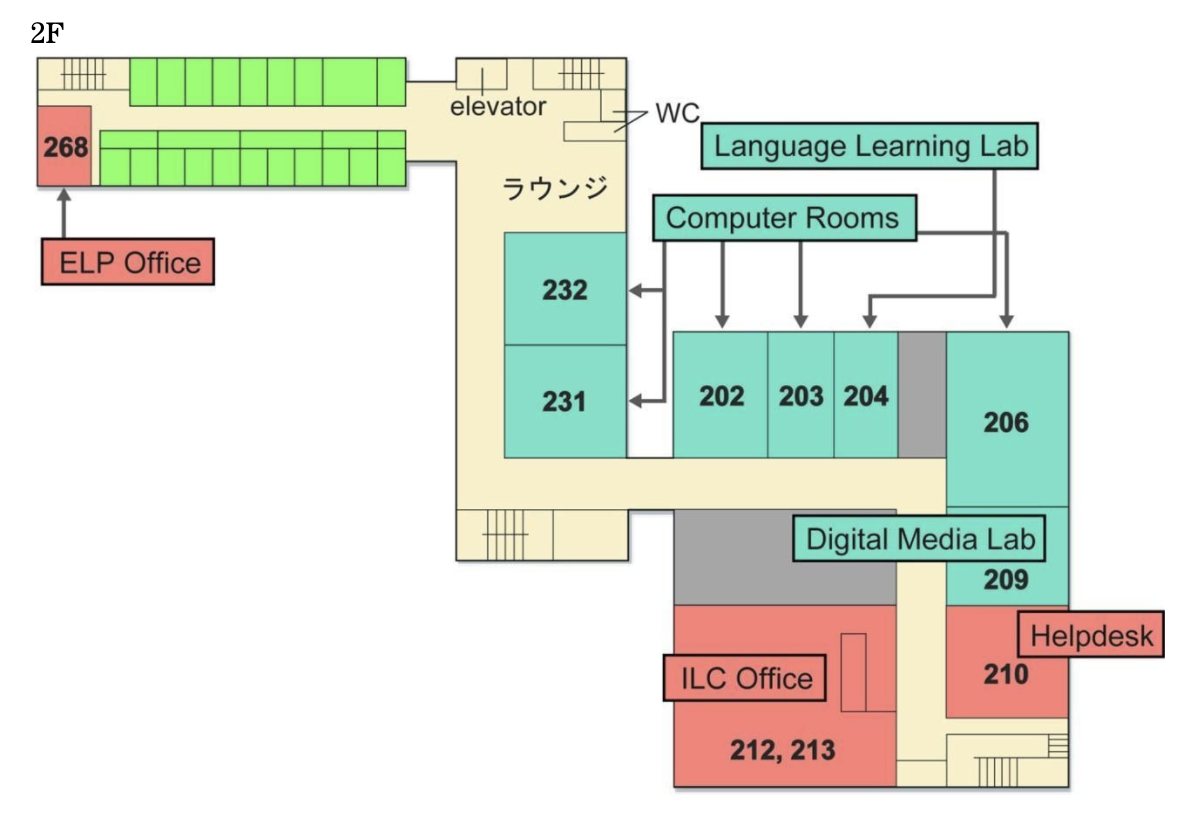 2F
elevator
WC
268
Language Learning Lab
ラウンジ
Computer Rooms
ELP Office
232
231
202
203
204
206
Digital Media Lab
209
Helpdesk
ILC Office
210
212, 213